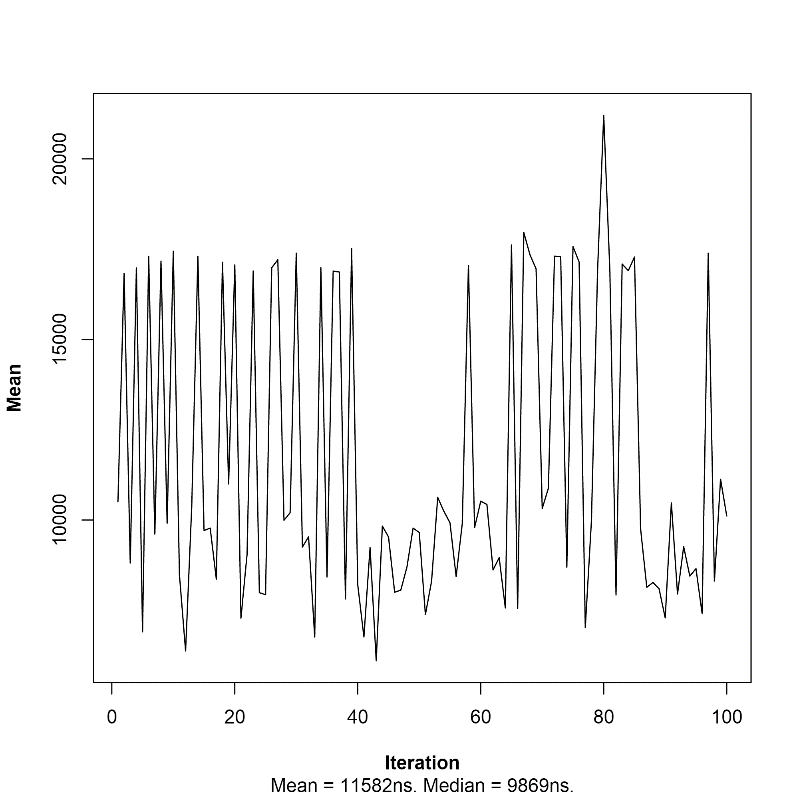 20000
15000
10000
Mean
0 20 40 60 80 100
Iteration
Mean = 11582ns, Median = 9869ns.